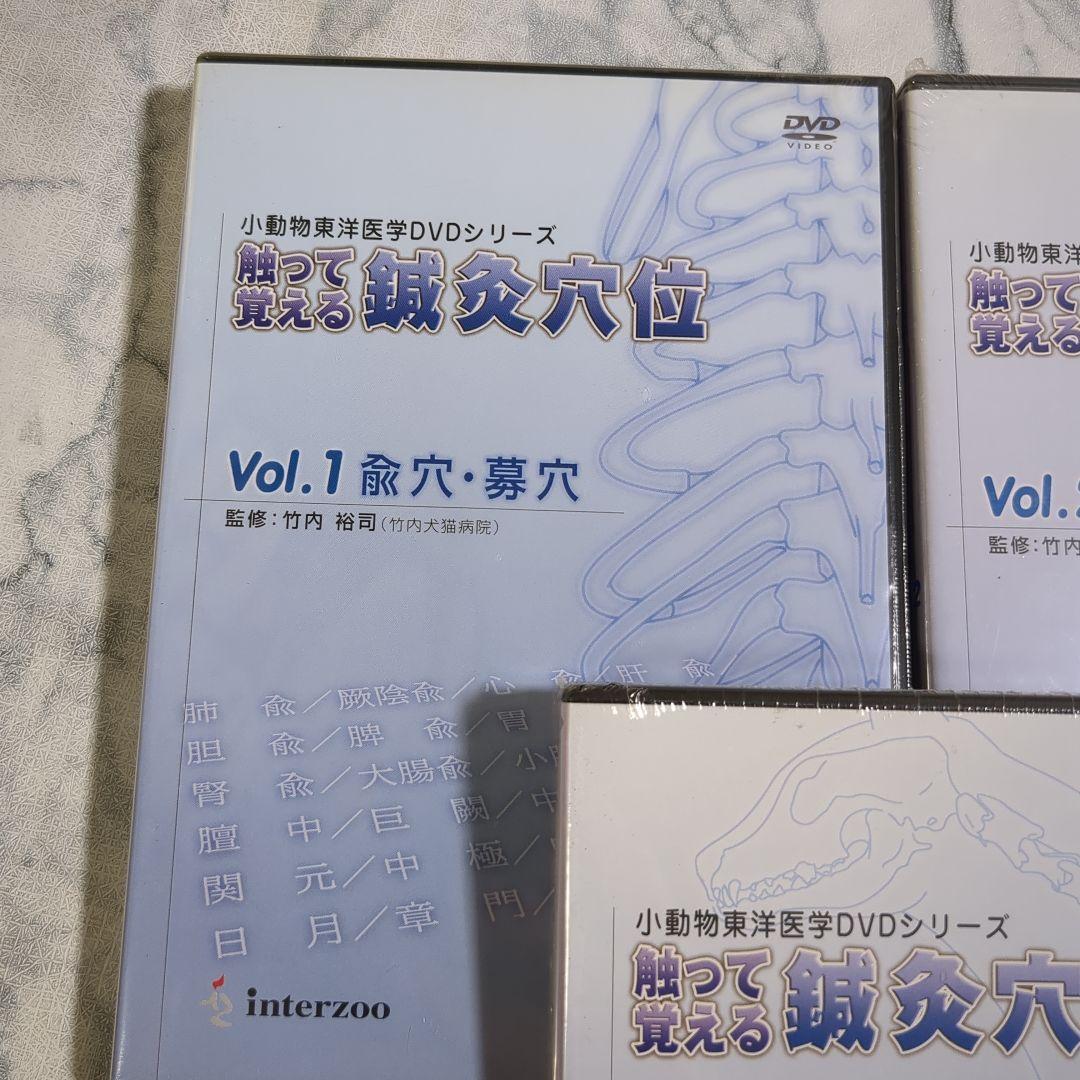 DVD
VIDEO
小動物東洋医学DVDシリーズ
触って
覚える 鍼灸穴位
Vol.1 兪穴・募穴
監修：竹内 裕司（竹内犬猫病院）
肺 兪／厥陰兪／心 兪／肝 兪
胆 兪／脾 兪／胃
腎 兪／大腸兪／小
膻 中／巨 闕／中
関 元／中 極／
日 月／章 門／
interzoo
小動物東洋
触って
覚える
Vol.2
監修：竹内
小動物東洋医学DVDシリーズ
触って
覚える 鍼灸穴